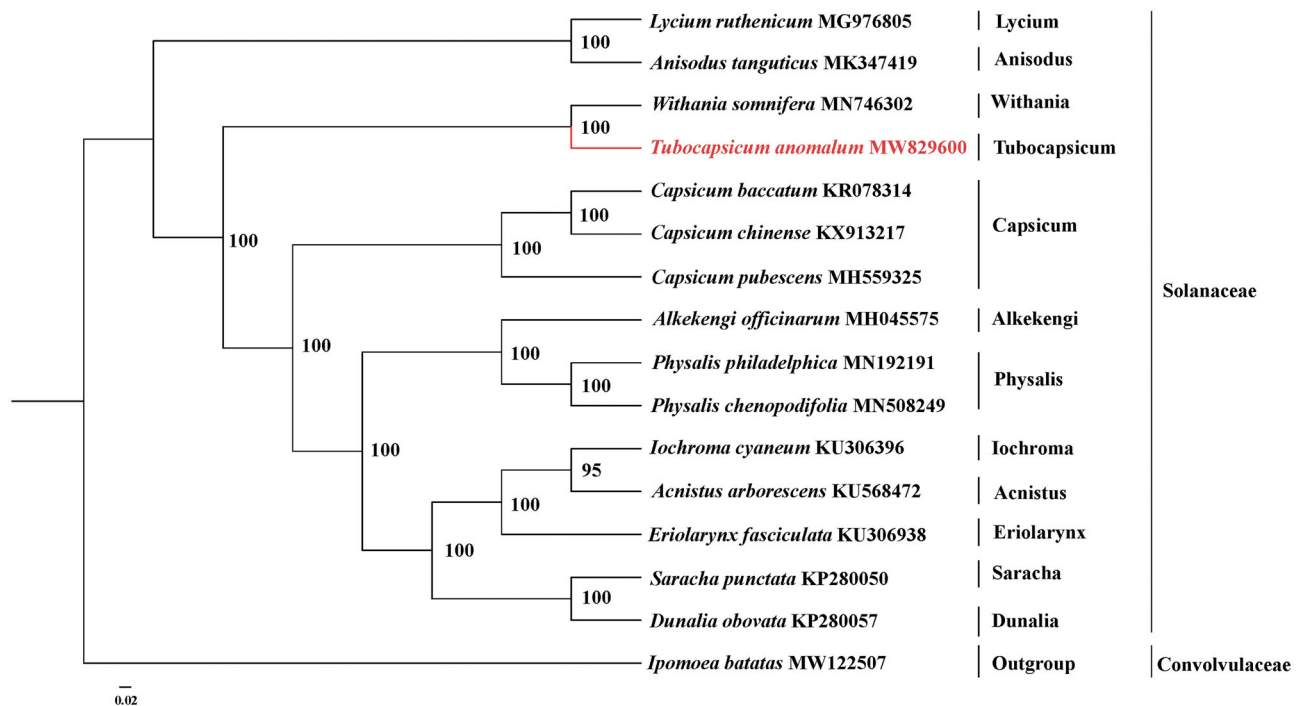 Lycium ruthenicum MG976805 Lycium
100
Anisodus tanguticus MK347419 Anisodus
Withania somnifera MN746302 Withania
100
Tubocapsicum anomalum MW829600 Tubocapsicum
Capsicum baccatum KR078314
100
Capsicum chinense KX913217 Capsicum
100
100
Capsicum pubescens MH559325
Solanaceae
Alkekengi officinarum MH045575 Alkekengi
100
100
Physalis philadelphica MN192191
Physalis
100
Physalis chenopodifolia MN508249
100
Iochroma cyaneum KU306396 Iochroma
95
Acnistus arborescens KU568472 Acnistus
100
Eriolarynx fasciculata KU306938 Eriolarynx
100
Saracha punctata KP280050 Saracha
100
Dunalia obovata KP280057 Dunalia
Ipomoea batatas MW122507 Outgroup Convolvulaceae
0.02